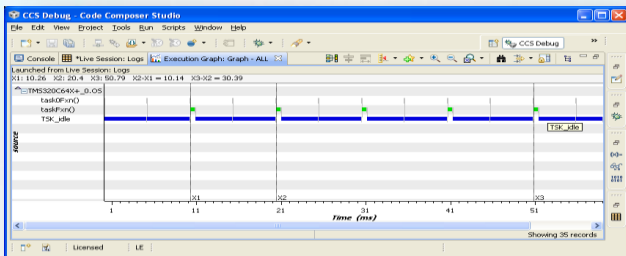 CCS Debug - Code Composer Studio
File Edit View Project Tools Run Scripts Window Help
CCS Debug »
Console *Live Session: Logs Execution Graph: Graph - ALL
Launched from Live Session: Logs
X1: 10.26 X2: 20.4 X3: 50.79 X2-X1 = 10.14 X3-X2 = 30.39
TMS320C64X+_0.OS
task0Fxn()
taskFxn()
TSK_idle
TSK_idle
source
X1 X2 X3
1 11 21 31 41 51
Time (ms)
Showing 35 records
Licensed LE